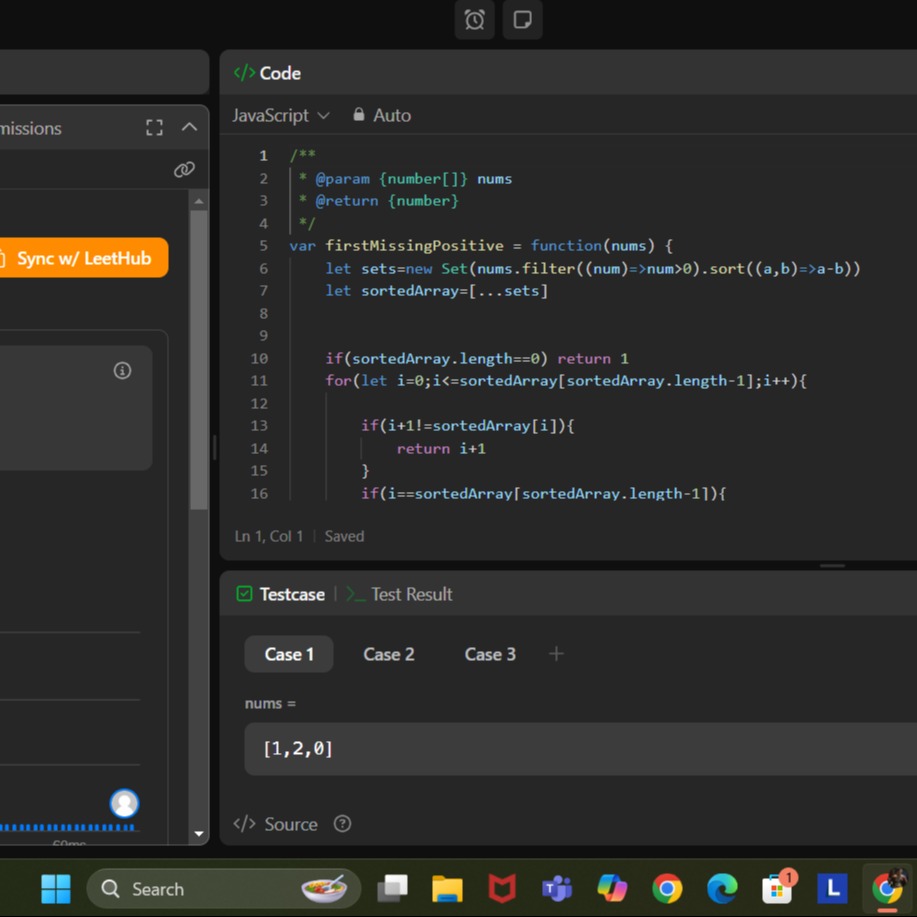 </> Code
missions
JavaScript Auto
Sync w/ LeetHub
1 /**
2 * @param {number[]} nums
3 * @return {number}
4 */
5 var firstMissingPositive = function(nums) {
6 let sets=new Set(nums.filter((num)=>num>0).sort((a,b)=>a-b))
7 let sortedArray=[...sets]
8
9
10 if(sortedArray.length==0) return 1
11 for(let i=0;i<=sortedArray[sortedArray.length-1];i++){
12
13 if(i+1!=sortedArray[i]){
14 return i+1
15 }
16 if(i==sortedArray[sortedArray.length-1]){
Ln 1, Col 1 | Saved
Testcase | >_ Test Result
Case 1 Case 2 Case 3 +
nums =
[1,2,0]
</> Source ?
Search
1
L